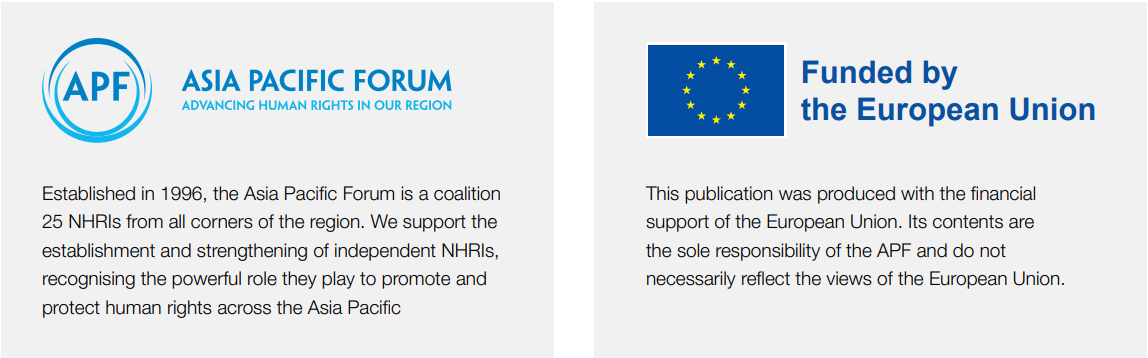 APF
ASIA PACIFIC FORUM
ADVANCING HUMAN RIGHTS IN OUR REGION
Established in 1996, the Asia Pacific Forum is a coalition
25 NHRIs from all corners of the region. We support the
establishment and strengthening of independent NHRIs,
recognising the powerful role they play to promote and
protect human rights across the Asia Pacific
Funded by
the European Union
This publication was produced with the financial
support of the European Union. Its contents are
the sole responsibility of the APF and do not
necessarily reflect the views of the European Union.